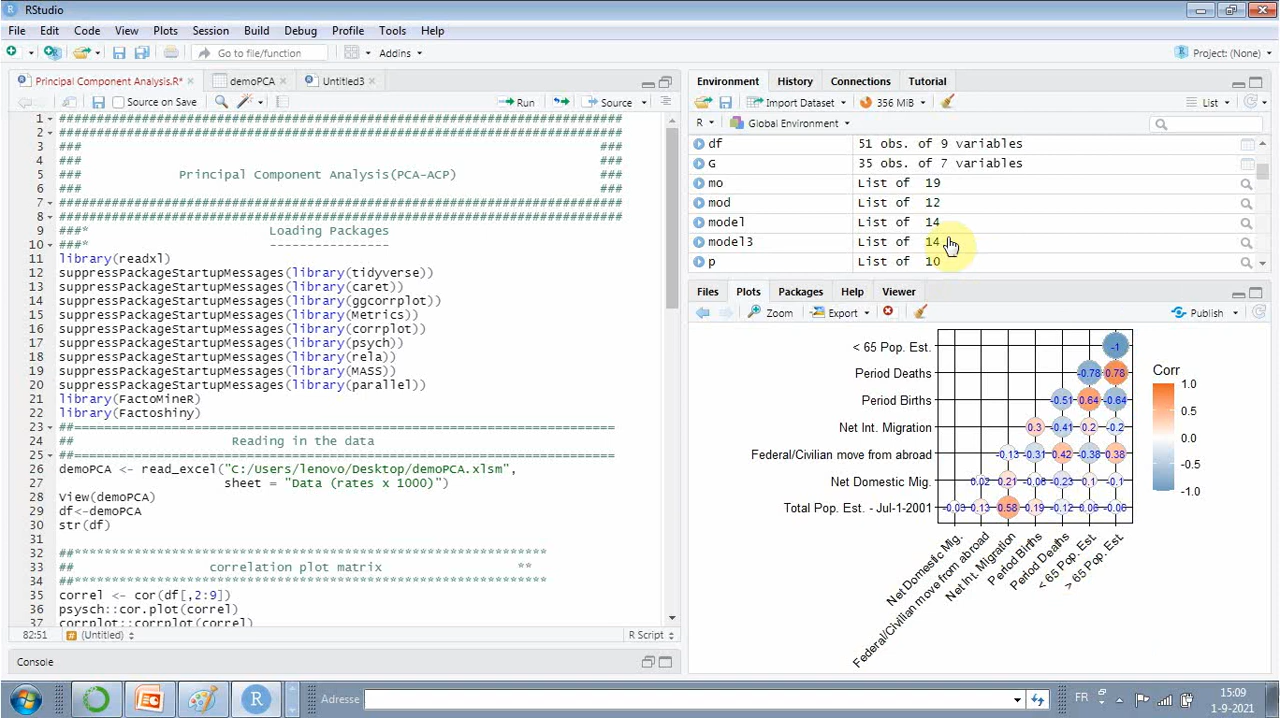 RStudio
File Edit Code View Plots Session Build Debug Profile Tools Help
Go to file/function Addins Project: (None)
Principal Component Analysis.R* demoPCA Untitled3
Source on Save Run Source
1 ################################################################################
2 ################################################################################
3 ### ###
4 ### ###
5 ### Principal Component Analysis(PCA-ACP) ###
6 ### ###
7 ################################################################################
8 ################################################################################
9 ###* Loading Packages
10 ###* ----------------
11 library(readxl)
12 suppressPackageStartupMessages(library(tidyverse))
13 suppressPackageStartupMessages(library(caret))
14 suppressPackageStartupMessages(library(ggcorrplot))
15 suppressPackageStartupMessages(library(Metrics))
16 suppressPackageStartupMessages(library(corrplot))
17 suppressPackageStartupMessages(library(psych))
18 suppressPackageStartupMessages(library(rela))
19 suppressPackageStartupMessages(library(MASS))
20 suppressPackageStartupMessages(library(parallel))
21 library(FactoMineR)
22 library(Factoshiny)
23 ##=========================================================================
24 ## Reading in the data
25 ##=========================================================================
26 demoPCA <- read_excel("C:/Users/lenovo/Desktop/demoPCA.xlsm",
27 sheet = "Data (rates x 1000)")
28 View(demoPCA)
29 df<-demoPCA
30 str(df)
31
32 ##***************************************************************
33 ## correlation plot matrix **
34 ##***************************************************************
35 correl <- cor(df[,2:9])
36 psysch::cor.plot(correl)
37 corrplot::corrplot(correl)
82:51 (Untitled) R Script
Console
Environment History Connections Tutorial
Import Dataset 356 MiB List
R Global Environment
df 51 obs. of 9 variables
G 35 obs. of 7 variables
mo List of 19
mod List of 12
model List of 14
model3 List of 14
p List of 10
Files Plots Packages Help Viewer
Zoom Export Publish
< 65 Pop. Est. -1
Period Deaths -0.78 0.78
Period Births -0.51 0.64 -0.64
Net Int. Migration 0.3 -0.41 0.2 -0.2
Federal/Civilian move from abroad -0.13 -0.31 0.42 -0.38 0.38
Net Domestic Mig. 0.02 0.21 -0.08 -0.23 0.1 -0.1
Total Pop. Est. - Jul-1-2001 -0.03 0.13 0.58 0.19 -0.12 0.06 -0.06
Net Domestic Mig.
Federal/Civilian move from abroad
Net Int. Migration
Period Births
Period Deaths
< 65 Pop. Est.
> 65 Pop. Est.
Corr
1.0
0.5
0.0
-0.5
-1.0
Adresse FR 15:09
1-9-2021